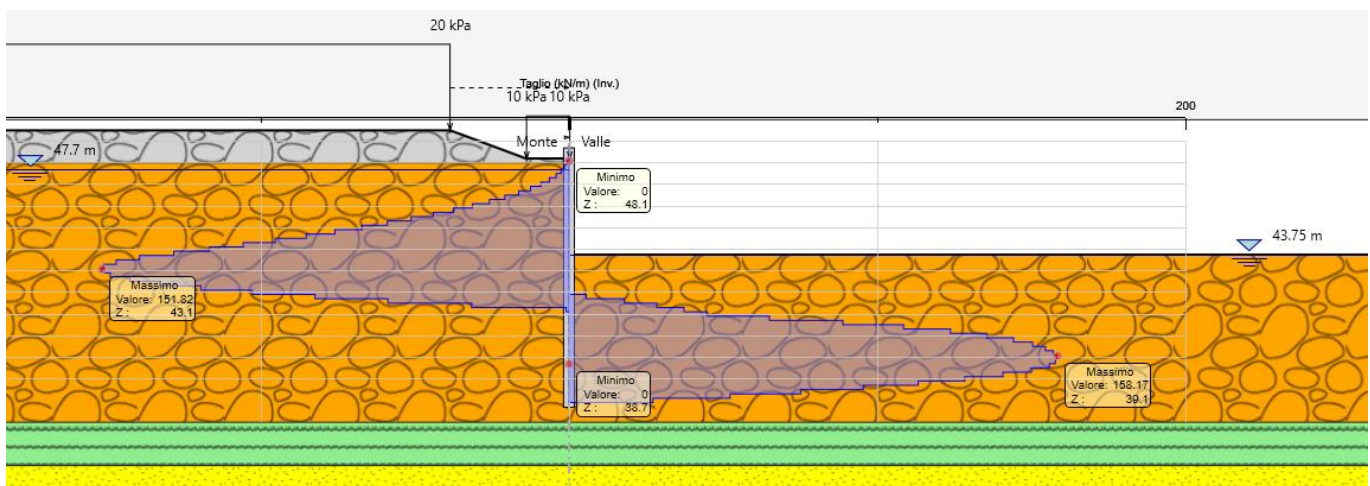 20 kPa
Taglio (kN/m) (Inv.)
10 kPa 10 kPa
200
47.7 m
Monte
Valle
Minimo
Valore: 0
Z : 48.1
43.75 m
Massimo
Valore: 151.82
Z : 43.1
Minimo
Valore: 0
Z : 38.7
Massimo
Valore: 158.17
Z : 39.1